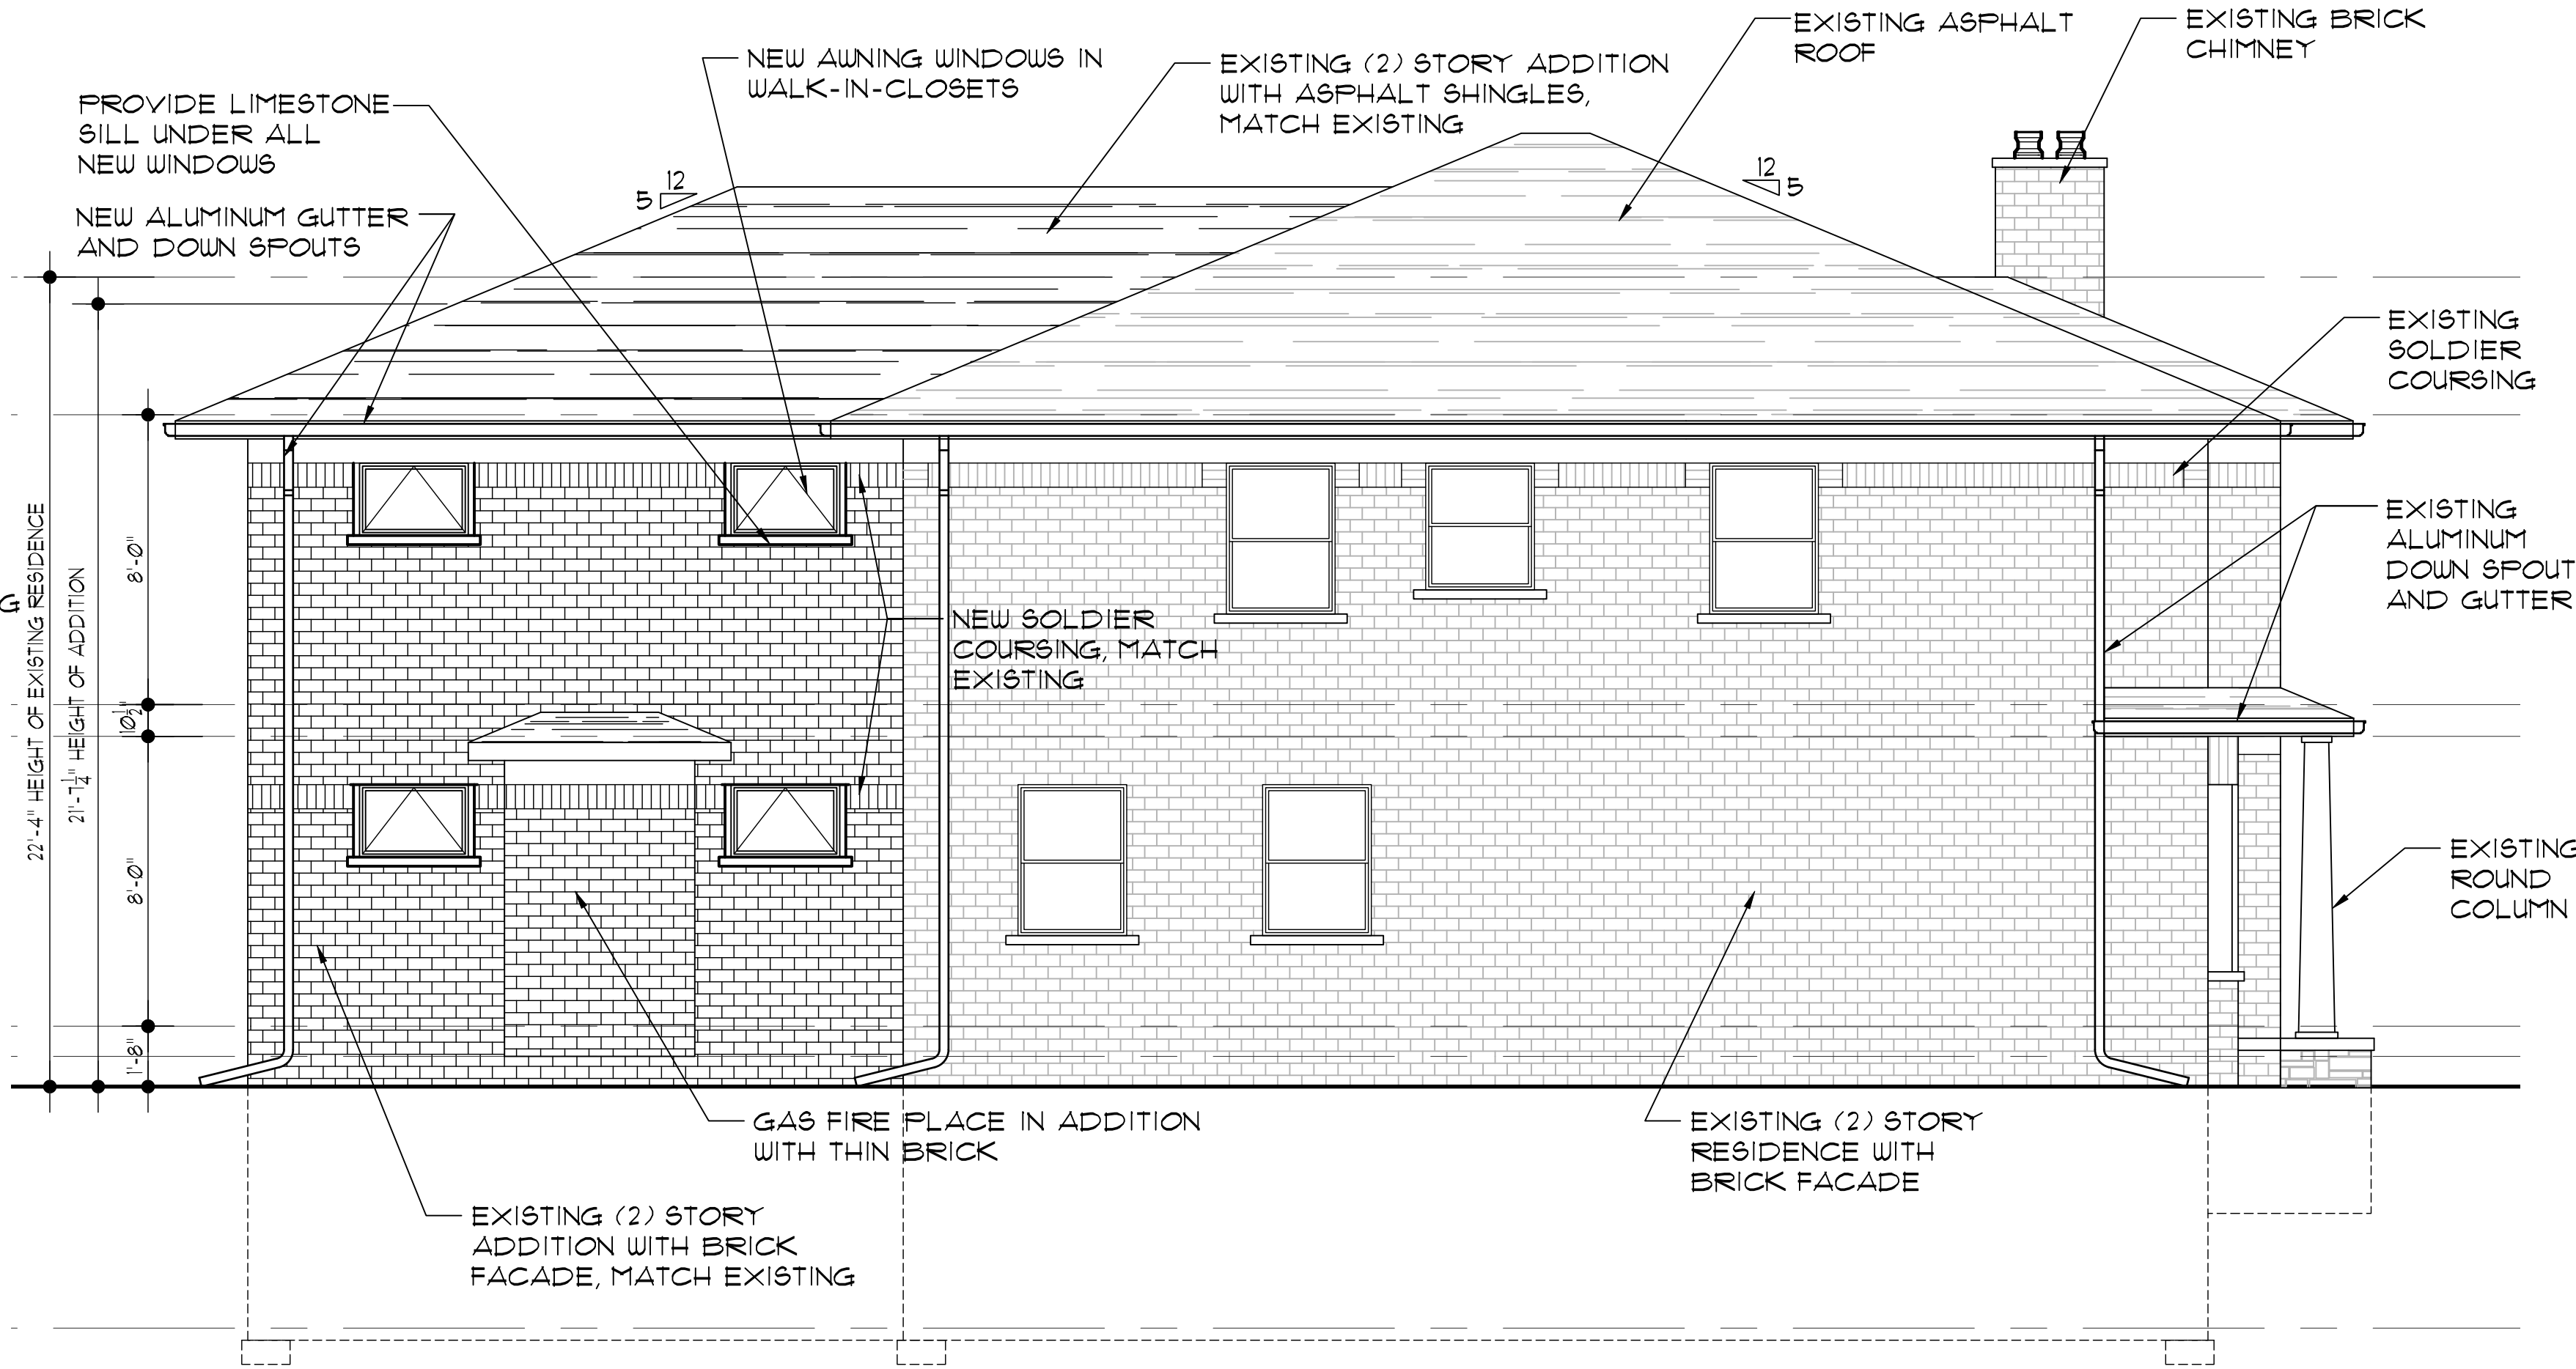 EXISTING ASPHALT
ROOF
EXISTING BRICK
CHIMNEY
NEW AWNING WINDOWS IN
WALK-IN-CLOSETS
EXISTING (2) STORY ADDITION
WITH ASPHALT SHINGLES,
MATCH EXISTING
PROVIDE LIMESTONE
SILL UNDER ALL
NEW WINDOWS
12
5
12
5
NEW ALUMINUM GUTTER
AND DOWN SPOUTS
EXISTING
SOLDIER
COURSING
EXISTING
ALUMINUM
DOWN SPOUT
AND GUTTER
G
22'-4" HEIGHT OF EXISTING RESIDENCE
21'-7 1/4" HEIGHT OF ADDITION
8'-0"
10 1/2"
8'-0"
1'-8"
NEW SOLDIER
COURSING, MATCH
EXISTING
EXISTING
ROUND
COLUMN
GAS FIRE PLACE IN ADDITION
WITH THIN BRICK
EXISTING (2) STORY
RESIDENCE WITH
BRICK FACADE
EXISTING (2) STORY
ADDITION WITH BRICK
FACADE, MATCH EXISTING